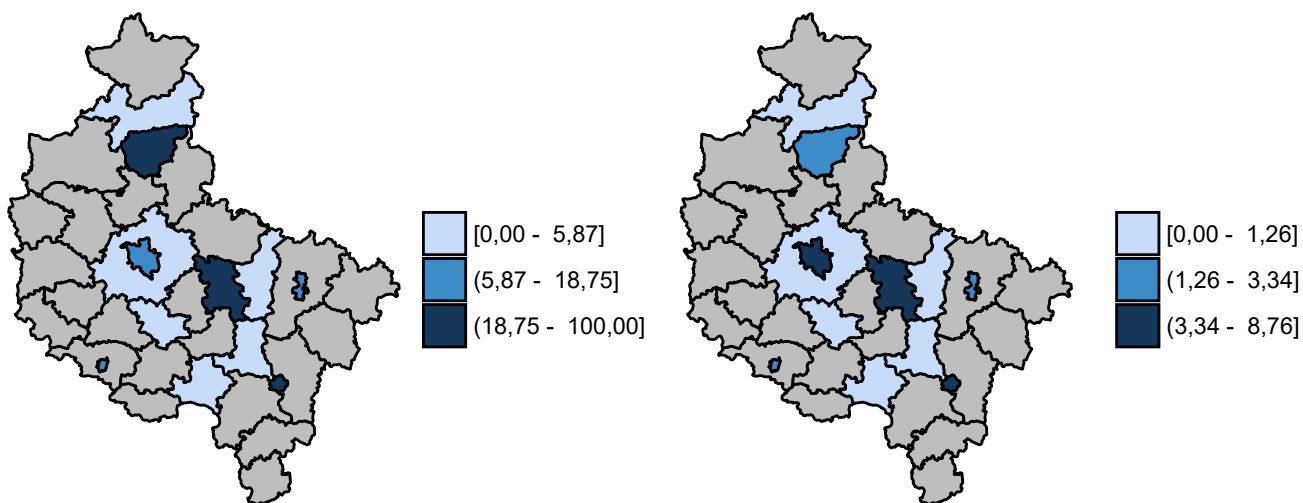 [0,00 - 5,87]
(5,87 - 18,75]
(18,75 - 100,00]
[0,00 - 1,26]
(1,26 - 3,34]
(3,34 - 8,76]